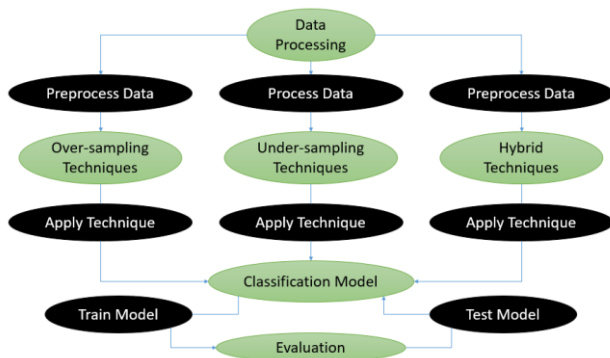 Data
Processing
Preprocess Data
Process Data
Preprocess Data
Over-sampling
Techniques
Under-sampling
Techniques
Hybrid
Techniques
Apply Technique
Apply Technique
Apply Technique
Classification Model
Train Model
Test Model
Evaluation